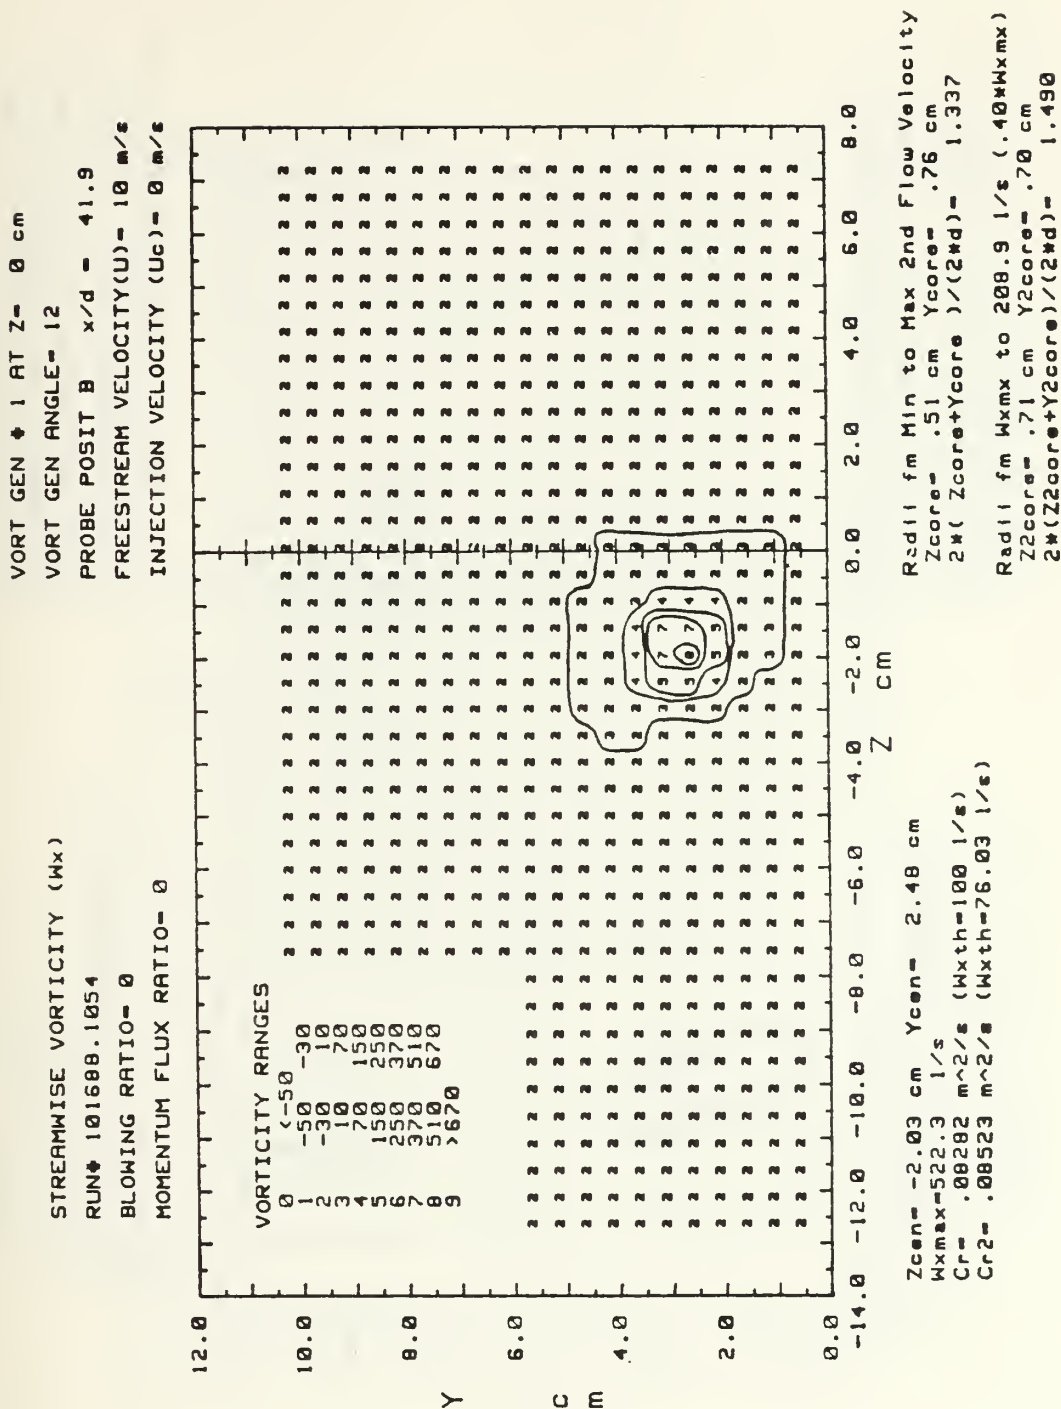 STREAMWISE VORTICITY (Wx)
RUN# 101688.1054
BLOWING RATIO= 0
MOMENTUM FLUX RATIO= 0
VORT GEN # 1 AT Z= 0 cm
VORT GEN ANGLE= 12
PROBE POSIT B x/d = 41.9
FREESTREAM VELOCITY(U)= 10 m/s
INJECTION VELOCITY (Uc)= 0 m/s
VORTICITY RANGES
0 <-50
1 -50 -30
2 -30 10
3 10 70
4 70 150
5 150 250
6 250 370
7 370 510
8 510 670
9 >670
12.0
10.0
8.0
6.0
4.0
2.0
0.0
Y cm
-14.0 -12.0 -10.0 -8.0 -6.0 -4.0 -2.0 0.0 2.0 4.0 6.0 8.0
Z cm
Zcen= -2.03 cm Ycen= 2.48 cm
Wxmax=522.3 1/s
Cr= .08282 m^2/s (Wxth=100 1/s)
Cr2= .08523 m^2/s (Wxth=76.03 1/s)
Radii fm Min to Max 2nd Flow Velocity
Zcore= .51 cm Ycore= .76 cm
2*( Zcore+Ycore )/(2*d)= 1.337
Radii fm Wxmx to 208.9 1/s (.40*Wxmx)
Z2core= .71 cm Y2core= .70 cm
2*(Z2core+Y2core)/(2*d)= 1.490